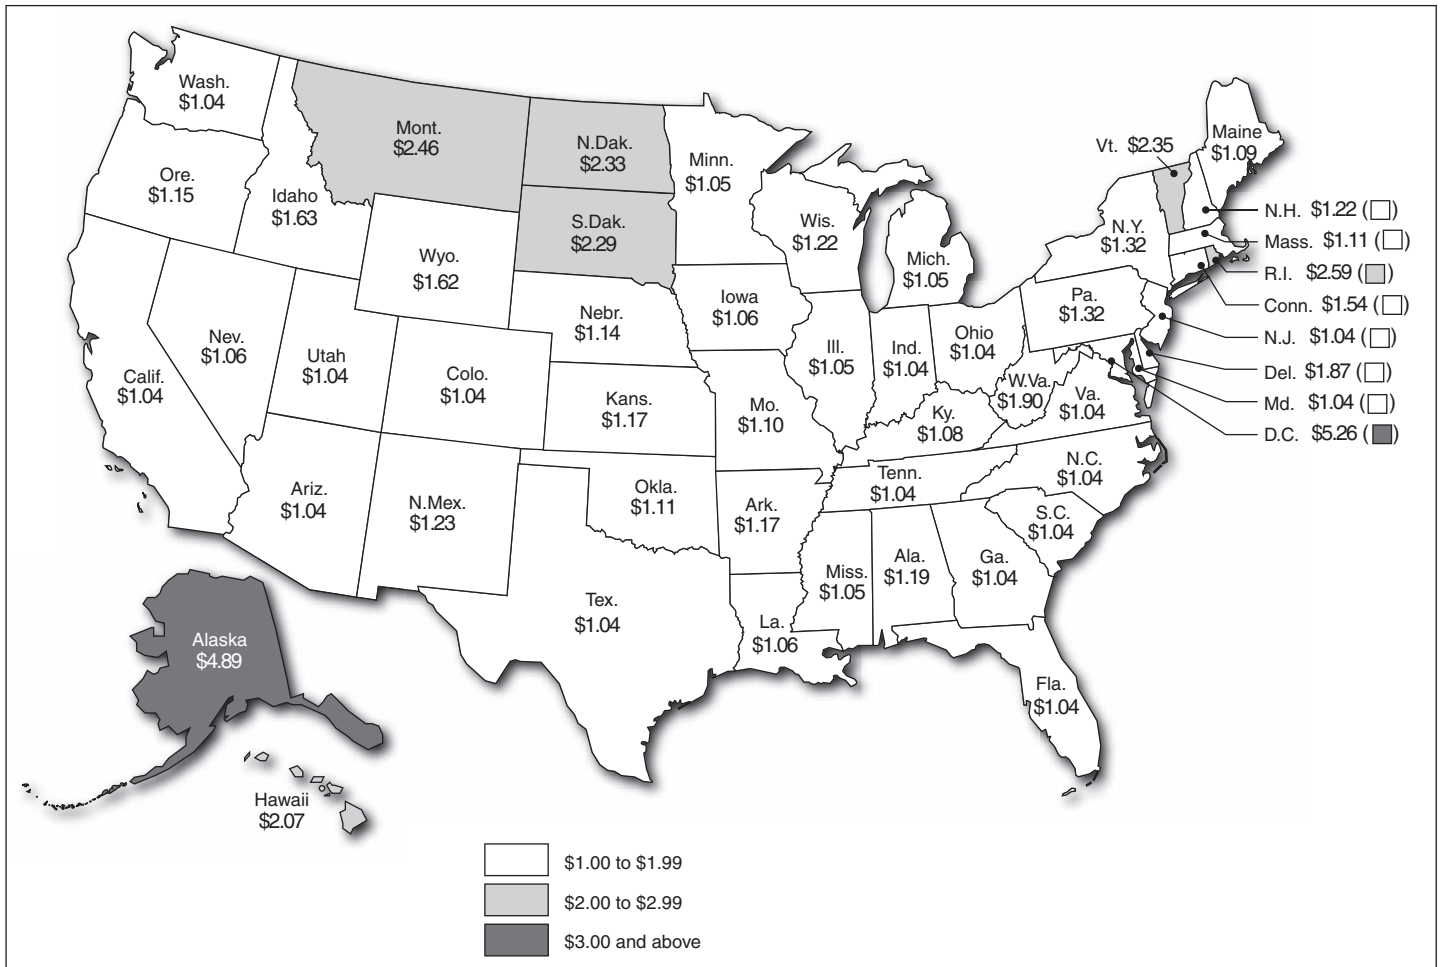 Wash.
$1.04
Mont.
$2.46
N.Dak.
$2.33
Minn.
$1.05
Ore.
$1.15
Idaho
$1.63
S.Dak.
$2.29
Wyo.
$1.62
Wis.
$1.22
Mich.
$1.05
N.Y.
$1.32
Vt. $2.35
Maine
$1.09
N.H. $1.22 ( )
Mass. $1.11 ( )
R.I. $2.59 ( )
Conn. $1.54 ( )
N.J. $1.04 ( )
Del. $1.87 ( )
Md. $1.04 ( )
D.C. $5.26 ( )
Nev.
$1.06
Utah
$1.04
Calif.
$1.04
Colo.
$1.04
Nebr.
$1.14
Iowa
$1.06
Ill.
$1.05
Ind.
$1.04
Ohio
$1.04
Pa.
$1.32
W.Va.
$1.90
Va.
$1.04
Kans.
$1.17
Mo.
$1.10
Ky.
$1.08
Tenn.
$1.04
N.C.
$1.04
S.C.
$1.04
Ariz.
$1.04
N.Mex.
$1.23
Okla.
$1.11
Ark.
$1.17
Tex.
$1.04
La.
$1.06
Miss.
$1.05
Ala.
$1.19
Ga.
$1.04
Fla.
$1.04
Alaska
$4.89
Hawaii
$2.07
$1.00 to $1.99
$2.00 to $2.99
$3.00 and above